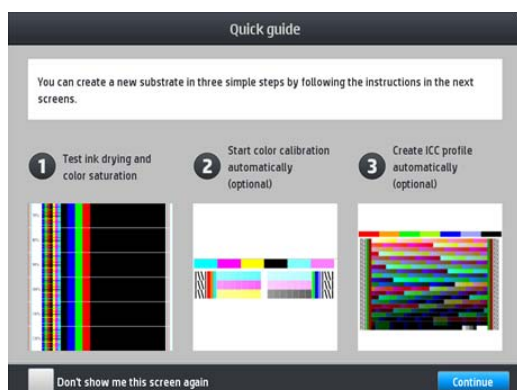 Quick guide
You can create a new substrate in three simple steps by following the instructions in the next
screens.
1
Test ink drying and
color saturation
2
Start color calibration
automatically
(optional)
3
Create ICC profile
automatically
(optional)
Don't show me this screen again
Continue